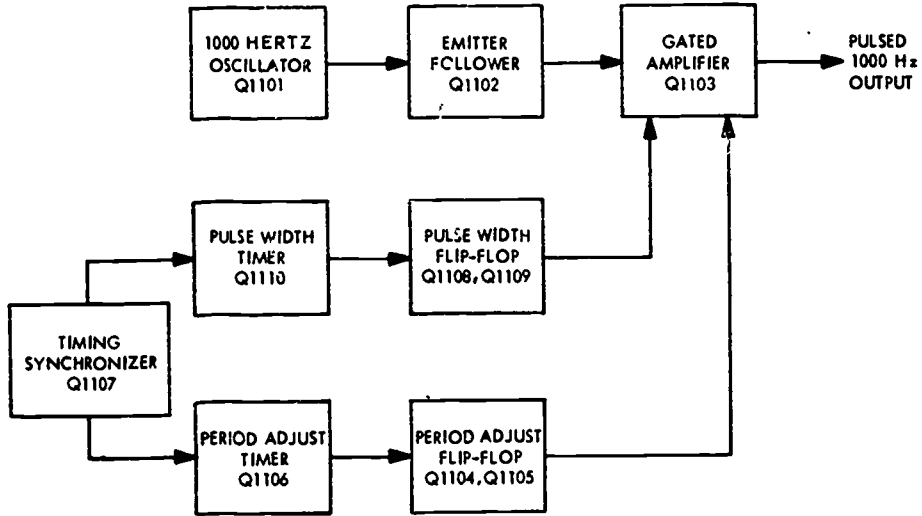 1000 HERTZ
OSCILLATOR
Q1101
EMITTER
FOLLOWER
Q1102
GATED
AMPLIFIER
Q1103
PULSED
1000 Hz
OUTPUT
PULSE WIDTH
TIMER
Q1110
PULSE WIDTH
FLIP-FLOP
Q1108, Q1109
TIMING
SYNCHRONIZER
Q1107
PERIOD ADJUST
TIMER
Q1106
PERIOD ADJUST
FLIP-FLOP
Q1104, Q1105